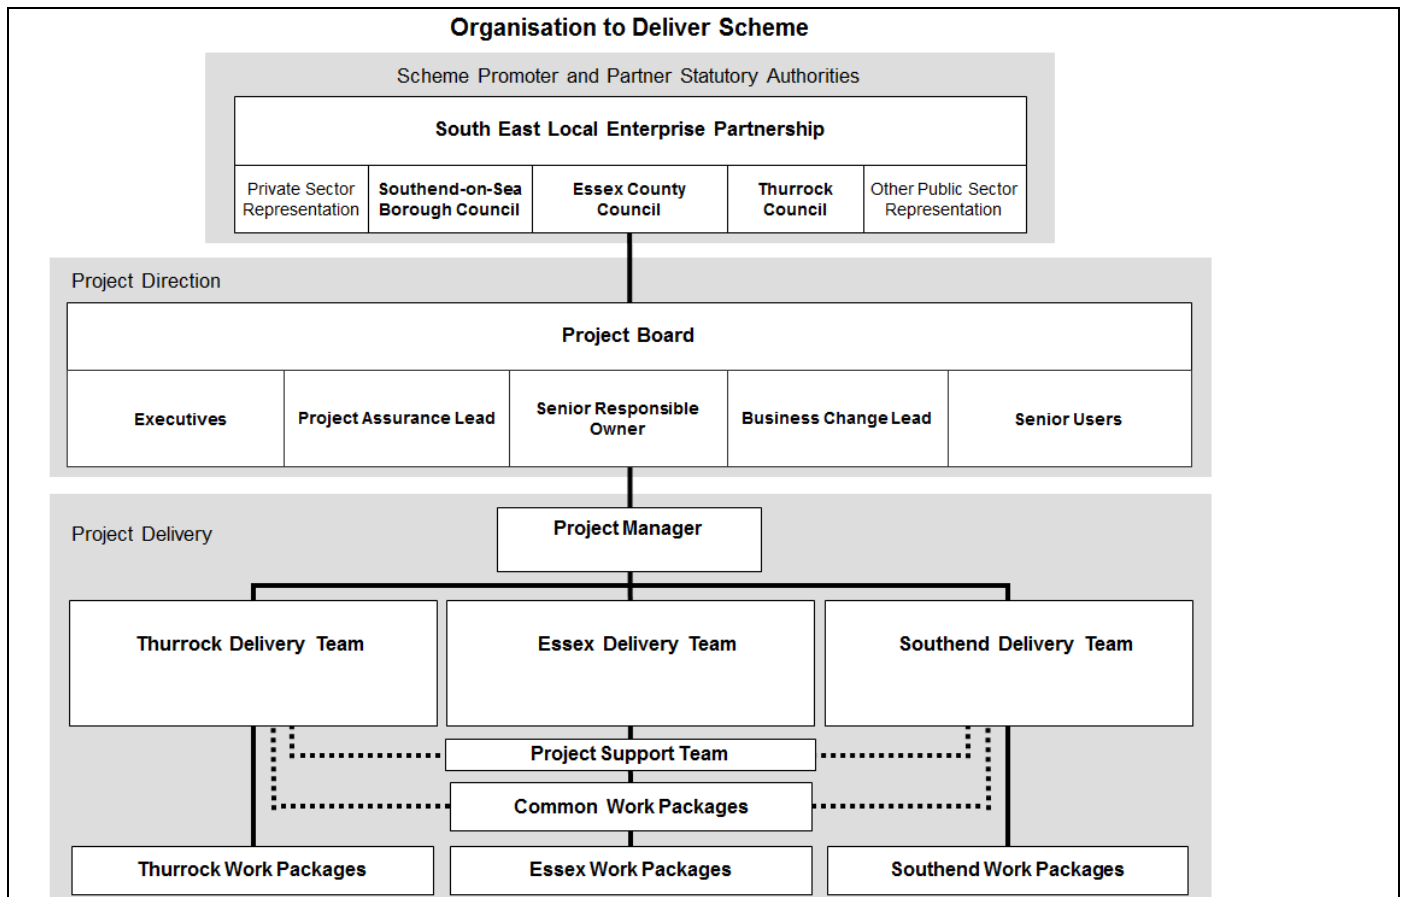 Organisation to Deliver Scheme
Scheme Promoter and Partner Statutory Authorities
South East Local Enterprise Partnership
Private Sector
Representation
Southend-on-Sea
Borough Council
Essex County
Council
Thurrock
Council
Other Public Sector
Representation
Project Direction
Project Board
Executives
Project Assurance Lead
Senior Responsible
Owner
Business Change Lead
Senior Users
Project Delivery
Project Manager
Thurrock Delivery Team
Essex Delivery Team
Southend Delivery Team
Project Support Team
Common Work Packages
Thurrock Work Packages
Essex Work Packages
Southend Work Packages